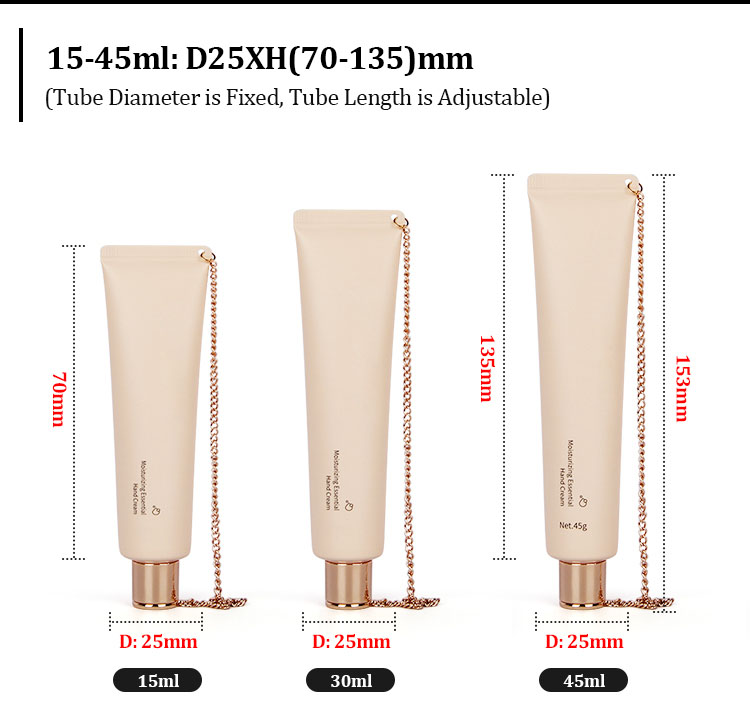 15-45ml: D25XH(70-135)mm
(Tube Diameter is Fixed, Tube Length is Adjustable)
70mm
135mm
153mm
Moisturizing Essential
Hand Cream
Moisturizing Essential
Hand Cream
Moisturizing Essential
Hand Cream
Net.45g
D: 25mm
D: 25mm
D: 25mm
15ml
30ml
45ml